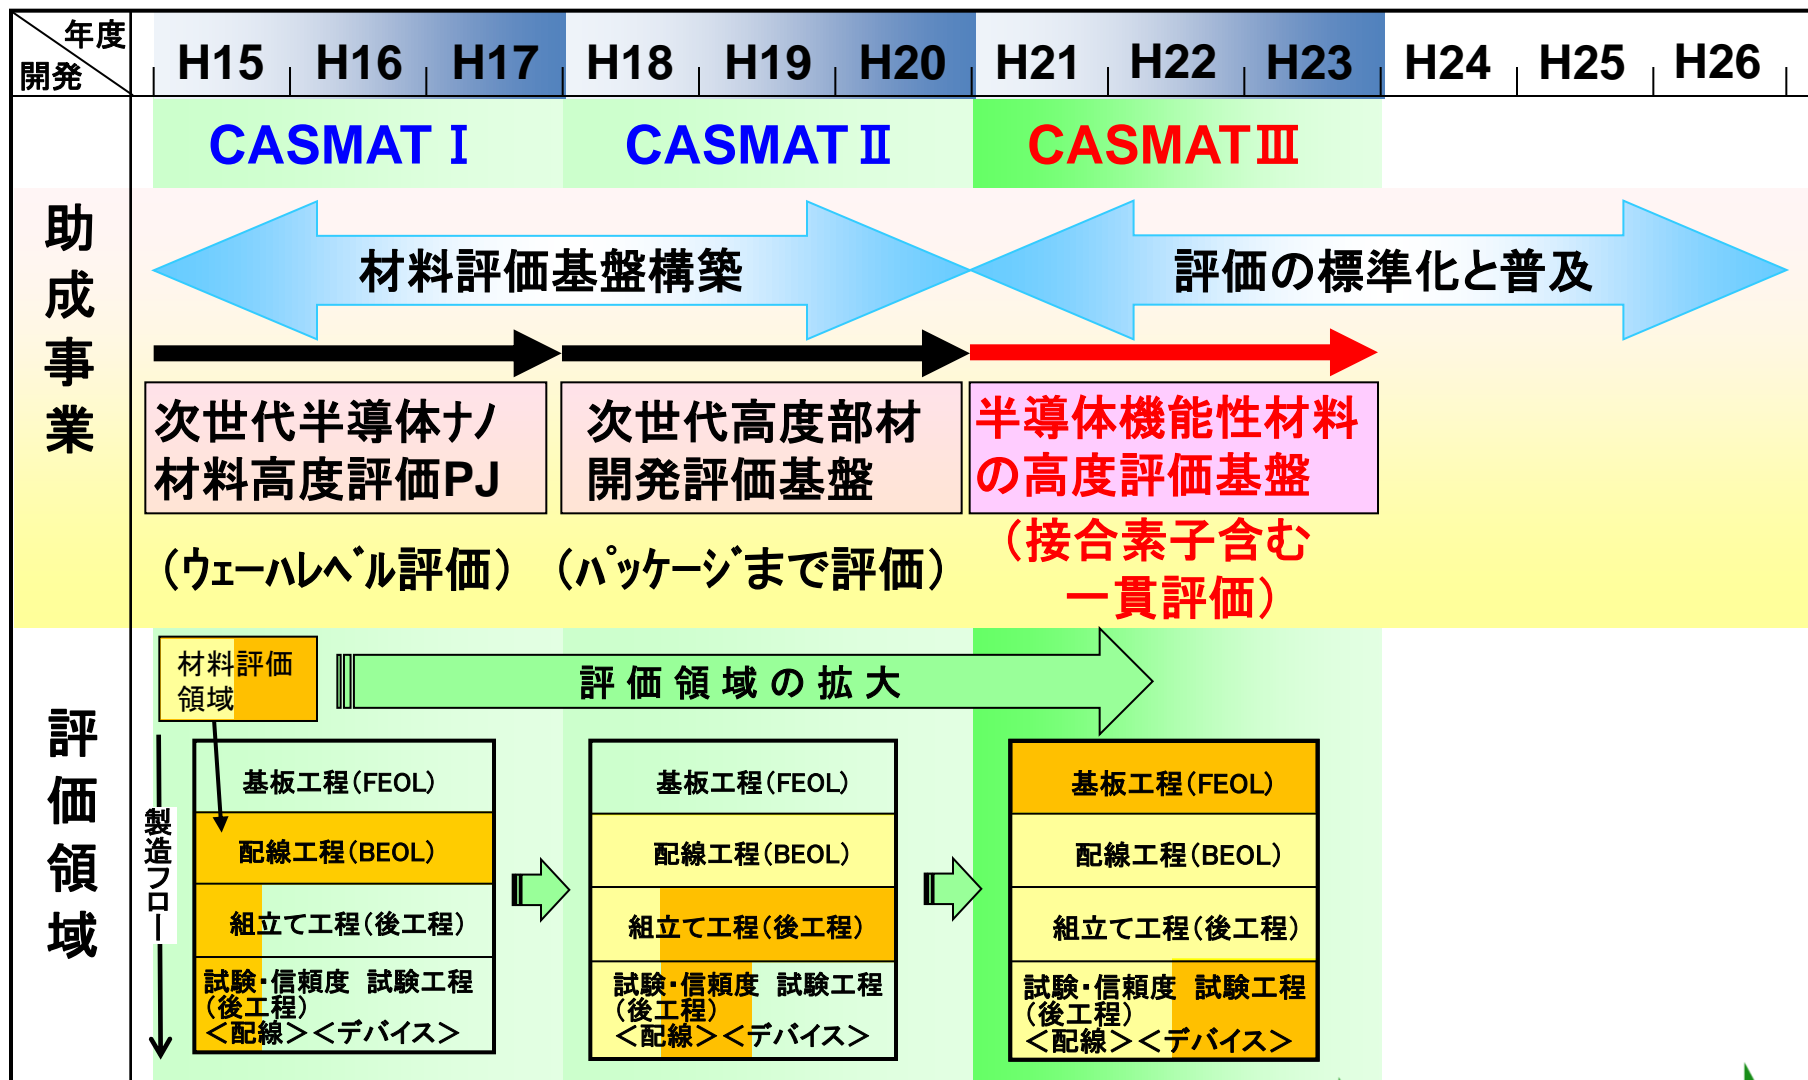 年度
開発
H15 H16 H17 H18 H19 H20 H21 H22 H23 H24 H25 H26
CASMAT Ⅰ
CASMAT Ⅱ
CASMATⅢ
助成事業
材料評価基盤構築
評価の標準化と普及
次世代半導体ナノ
材料高度評価PJ
次世代高度部材
開発評価基盤
半導体機能性材料
の高度評価基盤
（ウェーハレベル評価）
（パッケージまで評価）
（接合素子含む
一貫評価）
評価領域
材料評価
領域
評価領域の拡大
製造フロー
基板工程（FEOL）
配線工程（BEOL）
組立て工程（後工程）
試験・信頼度　試験工程
（後工程）
＜配線＞＜デバイス＞
基板工程（FEOL）
配線工程（BEOL）
組立て工程（後工程）
試験・信頼度　試験工程
（後工程）
＜配線＞＜デバイス＞
基板工程（FEOL）
配線工程（BEOL）
組立て工程（後工程）
試験・信頼度　試験工程
（後工程）
＜配線＞＜デバイス＞